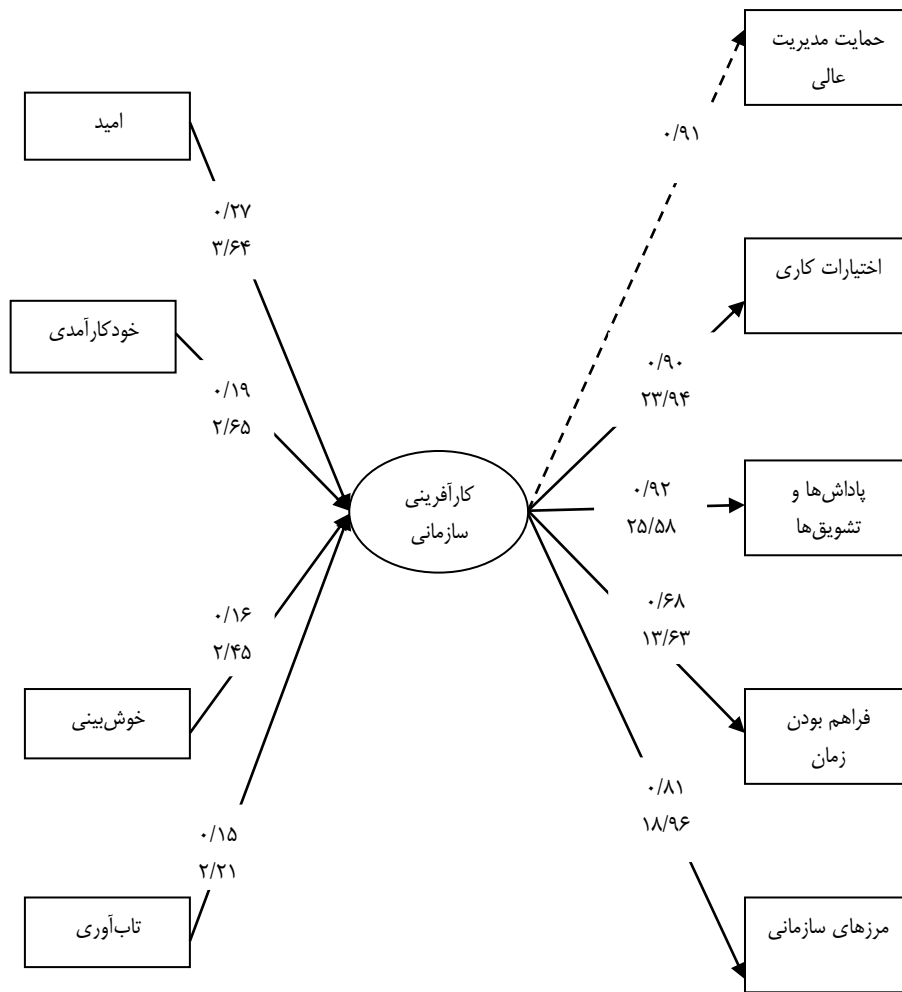 حمایت مدیریت
عالی
امید
۰/۹۱
۰/۲۷
۳/۶۴
اختیارات کاری
خودکارآمدی
۰/۱۹
۲/۶۵
۰/۹۰
۲۳/۹۴
کارآفرینی
سازمانی
۰/۹۲
۲۵/۵۸
پاداش‌ها و
تشویق‌ها
۰/۱۶
۲/۴۵
۰/۶۸
۱۳/۶۳
خوش‌بینی
فراهم بودن
زمان
۰/۸۱
۱۸/۹۶
۰/۱۵
۲/۲۱
تاب‌آوری
مرزهای سازمانی